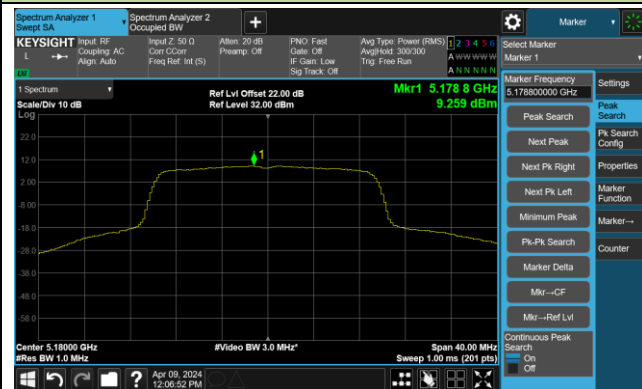 Spectrum Analyzer 1
Swept SA
Spectrum Analyzer 2
Occupied BW
Marker
KEYSIGHT
L
LNI
Input: RF
Coupling: AC
Align: Auto
Input Z: 50 Ω
Corr CCorr
Freq Ref: Int (S)
Atten: 20 dB
Preamp: Off
PNO: Fast
Gate: Off
IF Gain: Low
Sig Track: Off
Avg Type: Power (RMS)
Avg|Hold: 300/300
Trig: Free Run
1 2 3 4 5 6
A W W W W W
A N N N N N
Select Marker
Marker 1
1 Spectrum
Scale/Div 10 dB
Log
Ref Lvl Offset 22.00 dB
Ref Level 32.00 dBm
Mkr1 5.178 8 GHz
9.259 dBm
22.0
12.0
2.00
-8.00
-18.0
-28.0
-38.0
-48.0
-58.0
1
Center 5.18000 GHz
#Res BW 1.0 MHz
#Video BW 3.0 MHz*
Span 40.00 MHz
Sweep 1.00 ms (201 pts)
Marker Frequency
5.178800000 GHz
Peak Search
Next Peak
Next Pk Right
Next Pk Left
Minimum Peak
Pk-Pk Search
Marker Delta
Mkr→CF
Mkr→Ref Lvl
Continuous Peak
Search
On
Off
Settings
Peak
Search
Pk Search
Config
Properties
Marker
Function
Marker→
Counter
?
Apr 09, 2024
12:06:52 PM